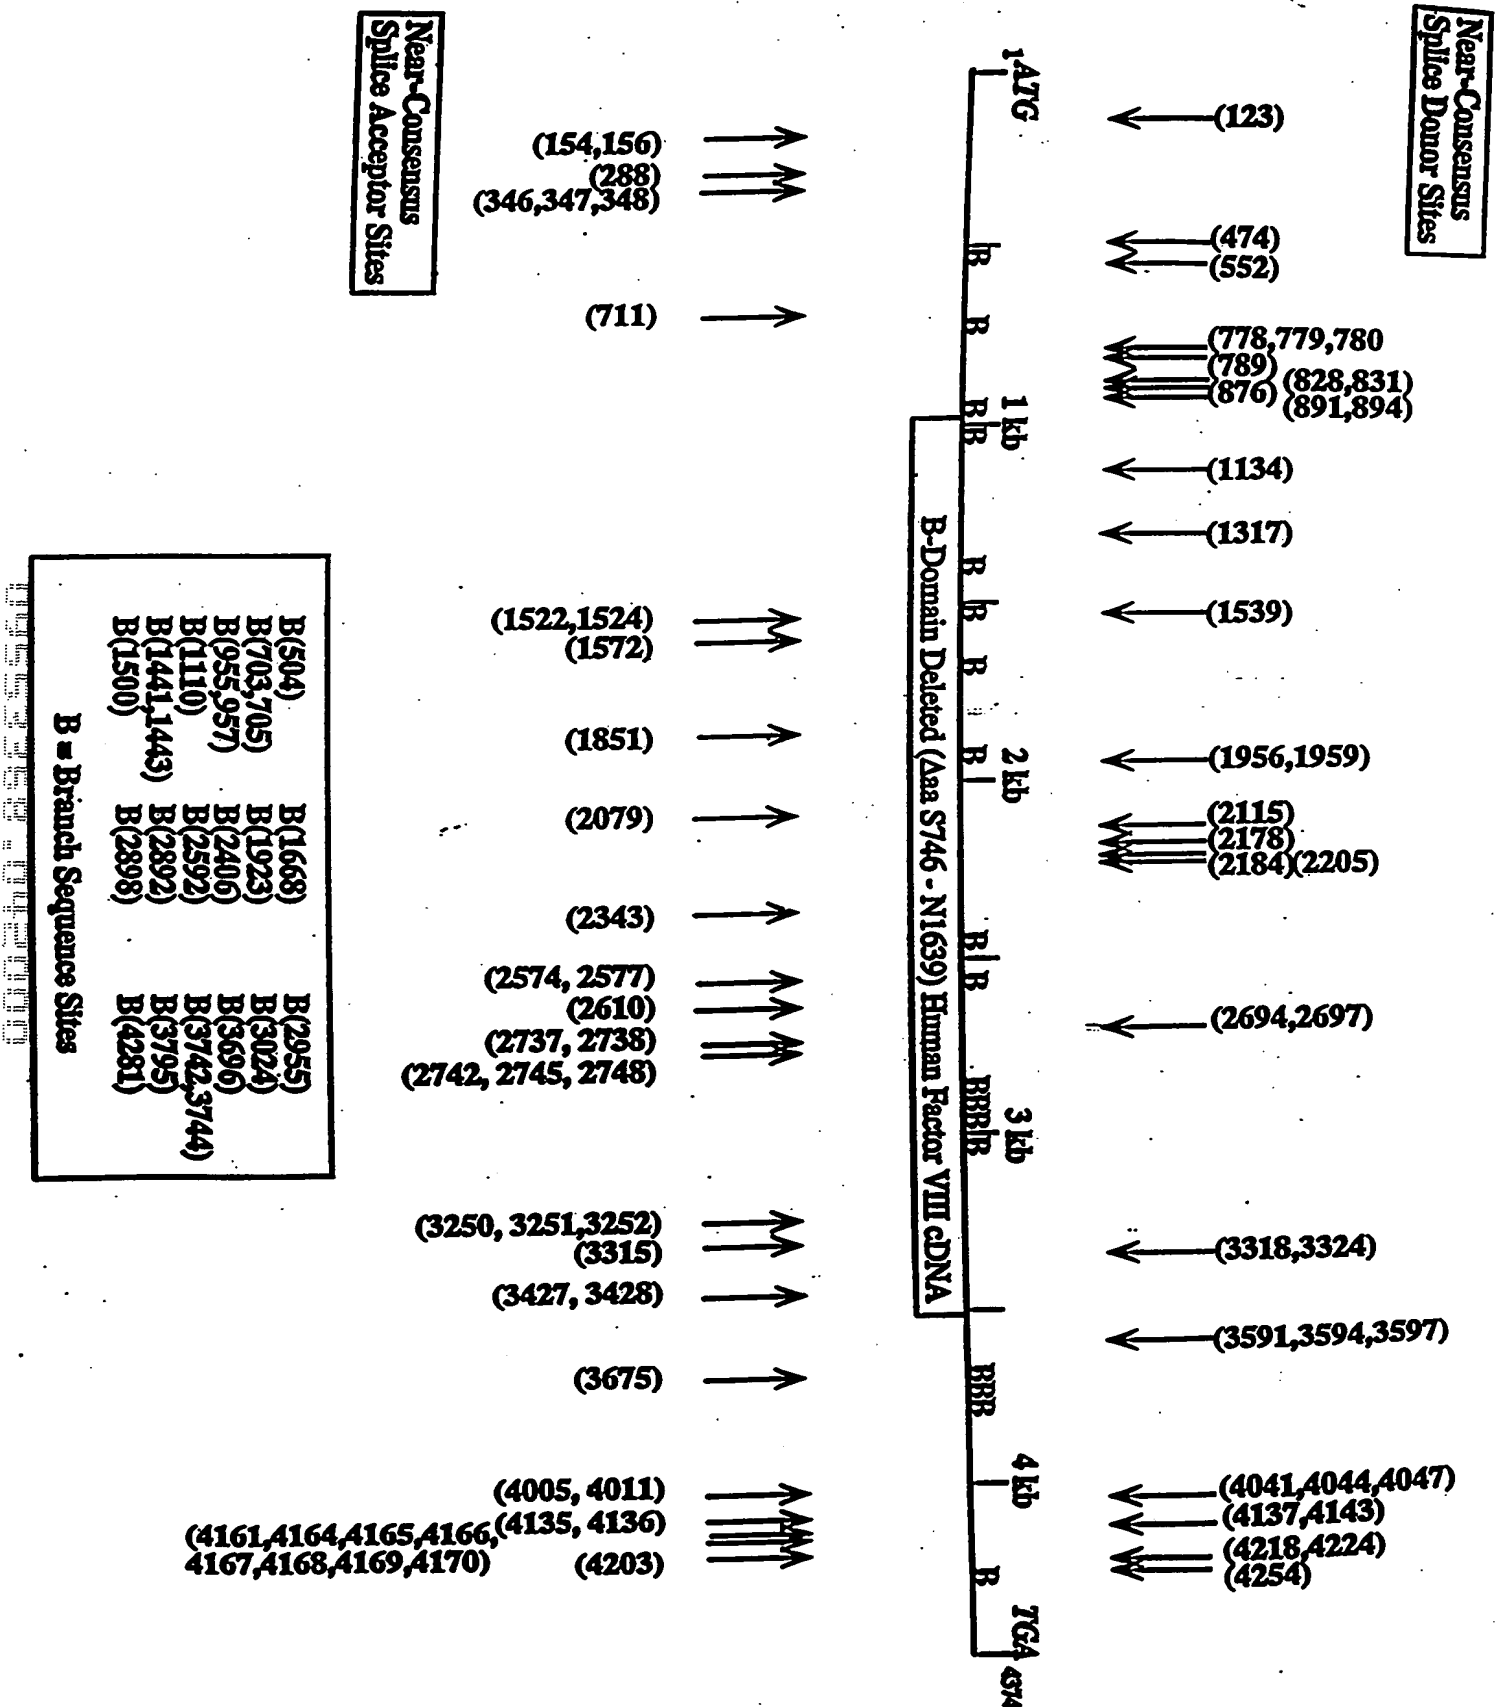 Near-Consensus
Splice Donor Sites
(123)
(474)
(552)
(778,779,780
(789)
(828,831)
(876)
(891,894)
(1134)
(1317)
(1539)
(1956,1959)
(2115)
(2178)
(2184)(2205)
(2694,2697)
(3318,3324)
(3591,3594,3597)
(4041,4044,4047)
(4137,4143)
(4218,4224)
(4254)
1 ATG
1 kb
2 kb
3 kb
4 kb
TGA 4374
B B B B B B B B B B BBB B BBB B
B-Domain Deleted (Δaa S746 - N1639) Human Factor VIII cDNA
Near-Consensus
Splice Acceptor Sites
(154,156)
(288)
(346,347,348)
(711)
(1522,1524)
(1572)
(1851)
(2079)
(2343)
(2574, 2577)
(2610)
(2737, 2738)
(2742, 2745, 2748)
(3250, 3251,3252)
(3315)
(3427, 3428)
(3675)
(4005, 4011)
(4135, 4136)
(4161,4164,4165,4166,
4167,4168,4169,4170)
(4203)
B(504) B(1668) B(2955)
B(703,705) B(1923) B(3024)
B(955,957) B(2406) B(3696)
B(1110) B(2592) B(3742,3744)
B(1441,1443) B(2892) B(3795)
B(1500) B(2898) B(4281)
B = Branch Sequence Sites